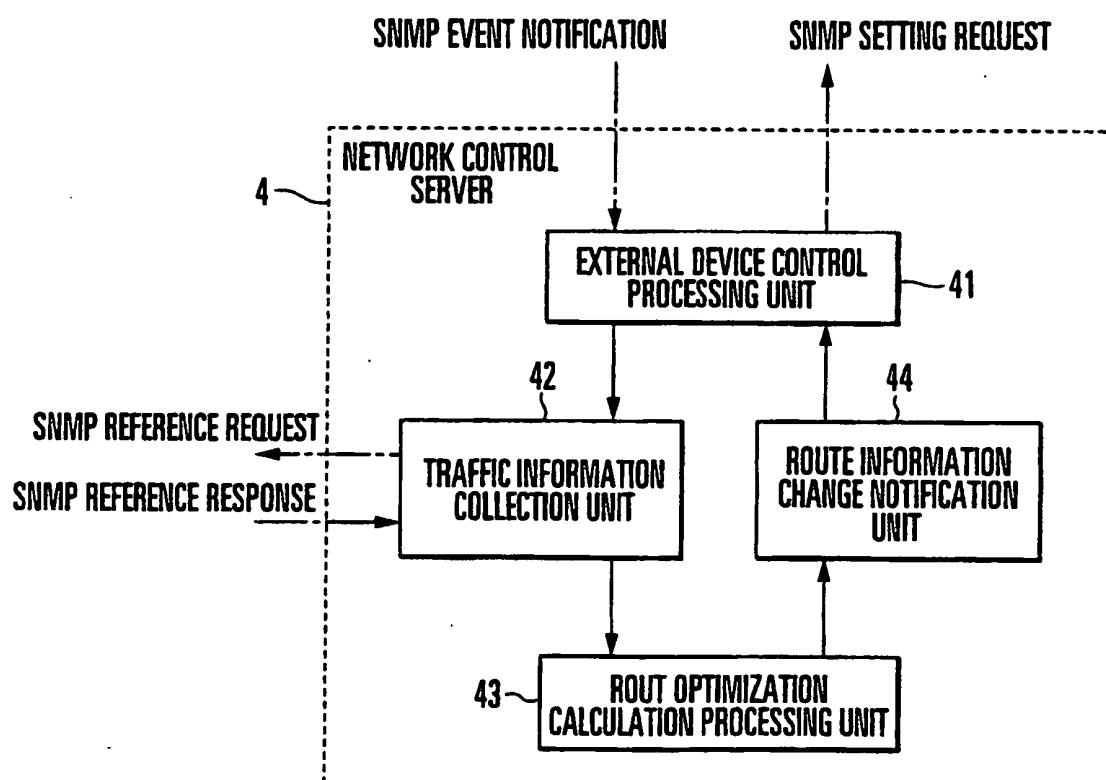 SNMP EVENT NOTIFICATION
SNMP SETTING REQUEST
NETWORK CONTROL
SERVER
4
EXTERNAL DEVICE CONTROL
PROCESSING UNIT
41
42
44
SNMP REFERENCE REQUEST
SNMP REFERENCE RESPONSE
TRAFFIC INFORMATION
COLLECTION UNIT
ROUTE INFORMATION
CHANGE NOTIFICATION
UNIT
43
ROUT OPTIMIZATION
CALCULATION PROCESSING UNIT